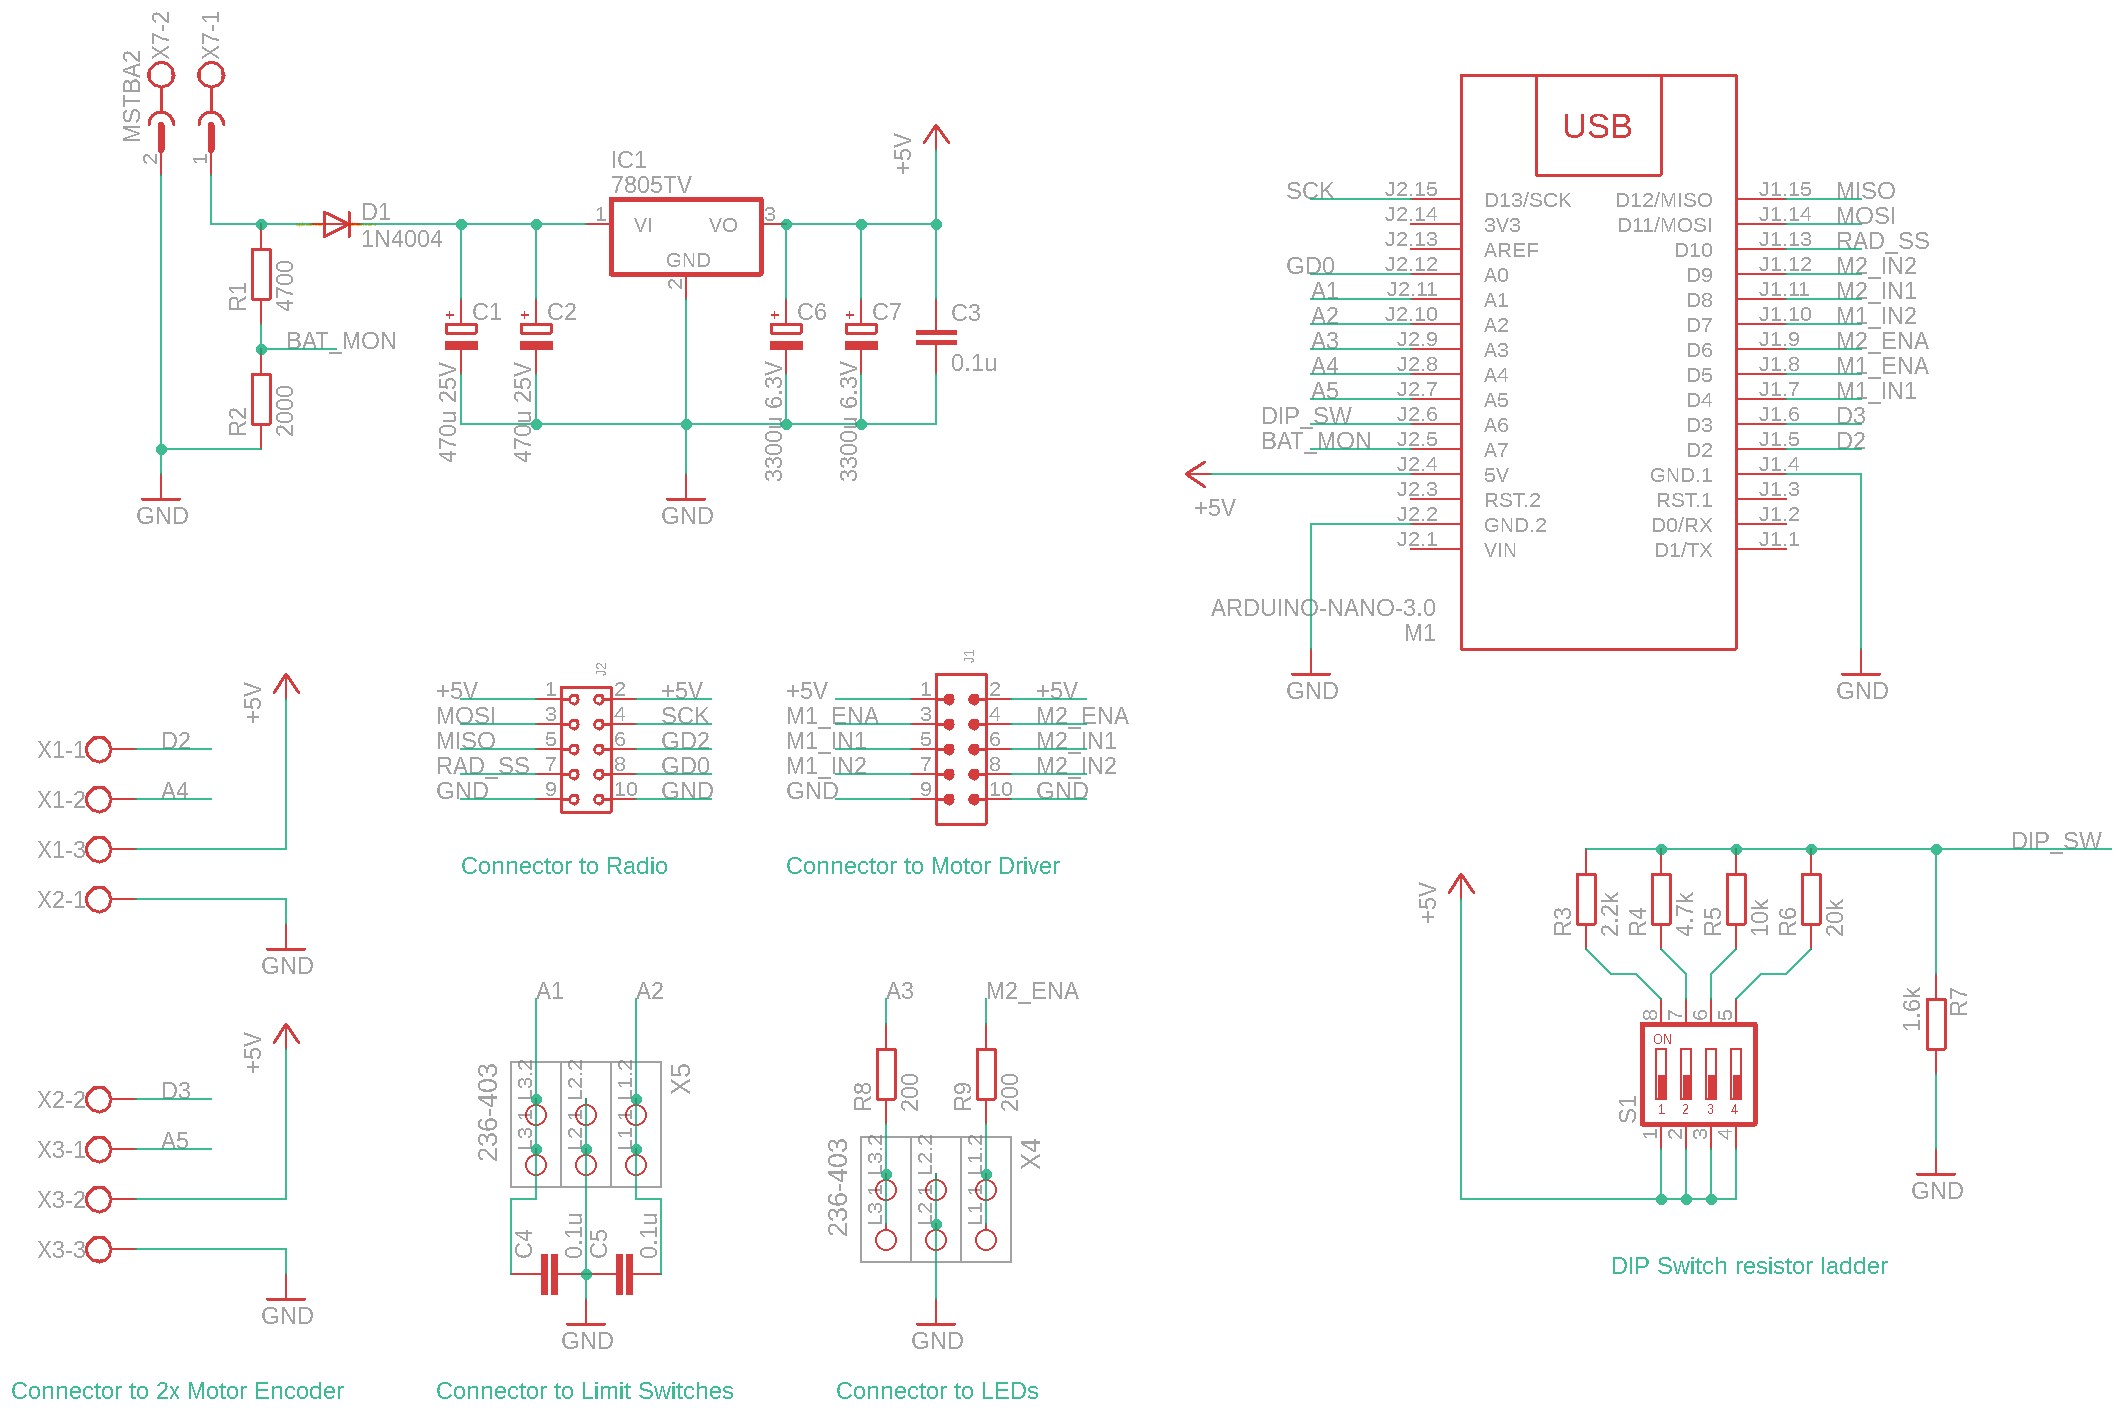 MSTBA2
X7-2
X7-1
2
1
D1
1N4004
R1
4700
BAT_MON
R2
2000
GND
IC1
7805TV
1
VI
VO
3
GND
2
+5V
C1
470u 25V
C2
470u 25V
C6
3300u 6.3V
C7
3300u 6.3V
C3
0.1u
GND
USB
SCK J2.15 D13/SCK D12/MISO J1.15 MISO
J2.14 3V3 D11/MOSI J1.14 MOSI
J2.13 AREF D10 J1.13 RAD_SS
GD0 J2.12 A0 D9 J1.12 M2_IN2
A1 J2.11 A1 D8 J1.11 M2_IN1
A2 J2.10 A2 D7 J1.10 M1_IN2
A3 J2.9 A3 D6 J1.9 M2_ENA
A4 J2.8 A4 D5 J1.8 M1_ENA
A5 J2.7 A5 D4 J1.7 M1_IN1
DIP_SW J2.6 A6 D3 J1.6 D3
BAT_MON J2.5 A7 D2 J1.5 D2
J2.4 5V GND.1 J1.4
+5V
J2.3 RST.2 RST.1 J1.3
J2.2 GND.2 D0/RX J1.2
J2.1 VIN D1/TX J1.1
ARDUINO-NANO-3.0
M1
GND
GND
+5V
X1-1 D2
X1-2 A4
X1-3
X2-1
GND
+5V
X2-2 D3
X3-1 A5
X3-2
X3-3
GND
Connector to 2x Motor Encoder
J2
+5V 1 2 +5V
MOSI 3 4 SCK
MISO 5 6 GD2
RAD_SS 7 8 GD0
GND 9 10 GND
Connector to Radio
J1
+5V 1 2 +5V
M1_ENA 3 4 M2_ENA
M1_IN1 5 6 M2_IN1
M1_IN2 7 8 M2_IN2
GND 9 10 GND
Connector to Motor Driver
A1
A2
236-403
L3.2
L2.2
L1.2
X5
L3.1
L2.1
L1.1
C4
0.1u
C5
0.1u
GND
Connector to Limit Switches
A3
M2_ENA
R8
200
R9
200
236-403
L3.2
L2.2
L1.2
X4
L3.1
L2.1
L1.1
GND
Connector to LEDs
DIP_SW
+5V
R3
2.2k
R4
4.7k
R5
10k
R6
20k
1.6k
R7
8 7 6 5
ON
1 2 3 4
S1
1 2 3 4
GND
DIP Switch resistor ladder